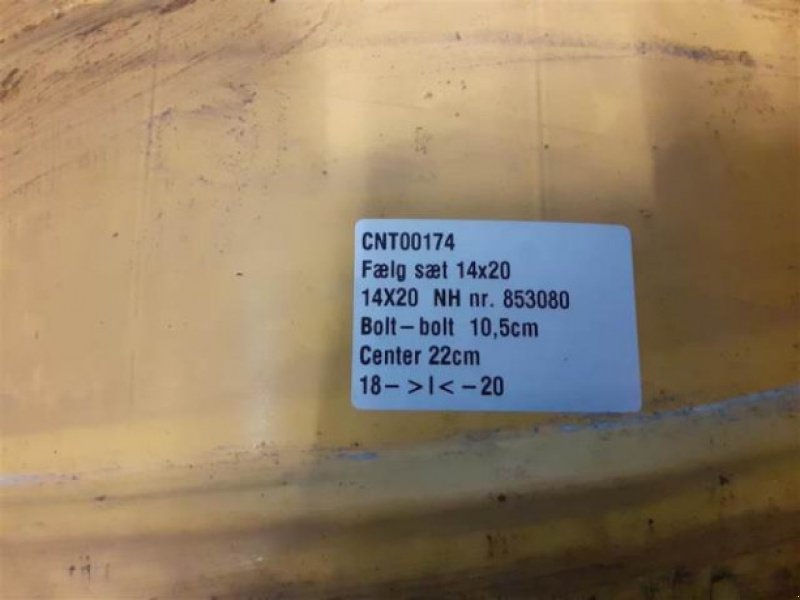 CNT00174
Fælg sæt 14x20
14X20 NH nr. 853080
Bolt-bolt 10,5cm
Center 22cm
18- >I< -20